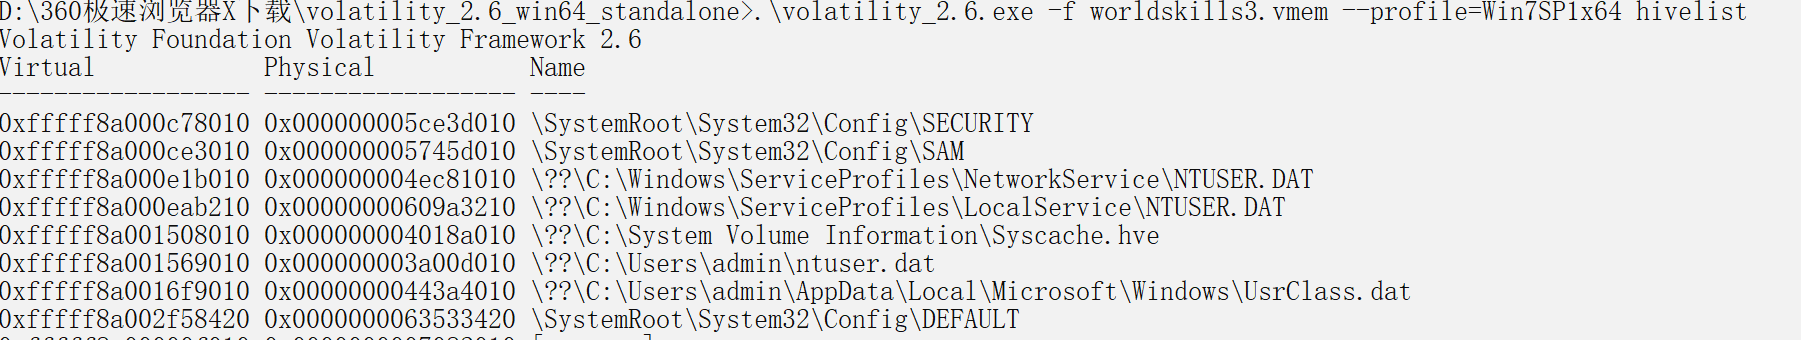 D:\360极速浏览器X下载\volatility_2.6_win64_standalone>.\volatility_2.6.exe -f worldskills3.vmem --profile=Win7SP1x64 hivelist
Volatility Foundation Volatility Framework 2.6
Virtual            Physical           Name
------------------ ------------------ ----
0xfffff8a000c78010 0x000000005ce3d010 \SystemRoot\System32\Config\SECURITY
0xfffff8a000ce3010 0x000000005745d010 \SystemRoot\System32\Config\SAM
0xfffff8a000e1b010 0x000000004ec81010 \??\C:\Windows\ServiceProfiles\NetworkService\NTUSER.DAT
0xfffff8a000eab210 0x00000000609a3210 \??\C:\Windows\ServiceProfiles\LocalService\NTUSER.DAT
0xfffff8a001508010 0x000000004018a010 \??\C:\System Volume Information\Syscache.hve
0xfffff8a001569010 0x000000003a00d010 \??\C:\Users\admin\ntuser.dat
0xfffff8a0016f9010 0x00000000443a4010 \??\C:\Users\admin\AppData\Local\Microsoft\Windows\UsrClass.dat
0xfffff8a002f58420 0x0000000063533420 \SystemRoot\System32\Config\DEFAULT